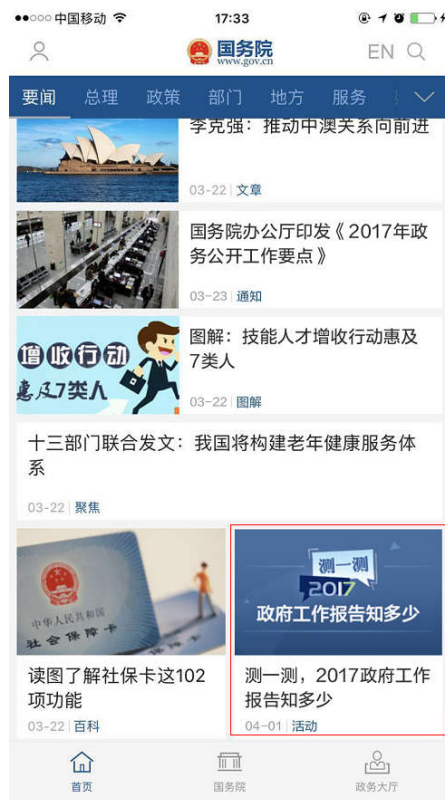 中国移动
17:33
国务院
www.gov.cn
EN
要闻 总理 政策 部门 地方 服务
李克强：推动中澳关系向前进
03-22 | 文章
国务院办公厅印发《2017年政
务公开工作要点》
03-23 | 通知
增收行动
惠及7类人
图解：技能人才增收行动惠及
7类人
03-22 | 图解
十三部门联合发文：我国将构建老年健康服务体
系
03-22 | 聚焦
中华人民共和国
社会保障卡
读图了解社保卡这102
项功能
03-22 | 百科
测一测
2017
政府工作报告知多少
测一测，2017政府工作
报告知多少
04-01 | 活动
首页
国务院
政务大厅